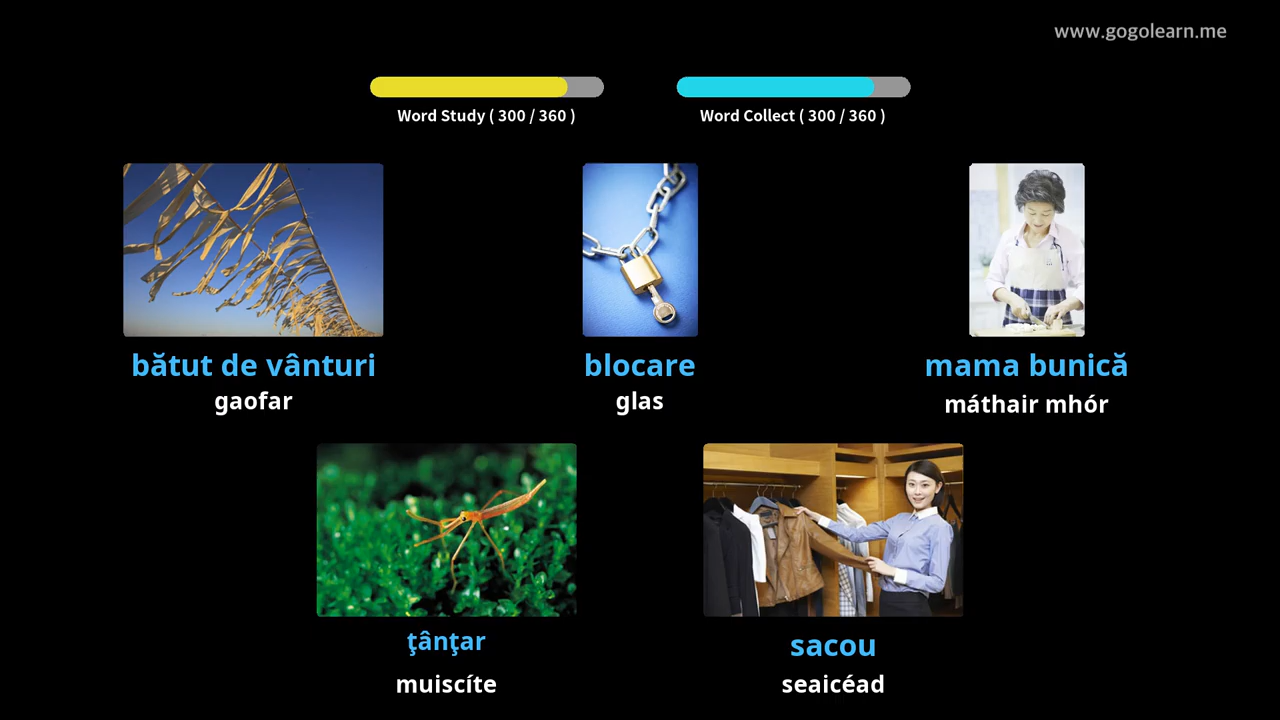 www.gogolearn.me
Word Study ( 300 / 360 )
Word Collect ( 300 / 360 )
bătut de vânturi
gaofar
blocare
glas
mama bunică
máthair mhór
ţânţar
muiscíte
sacou
seaicéad